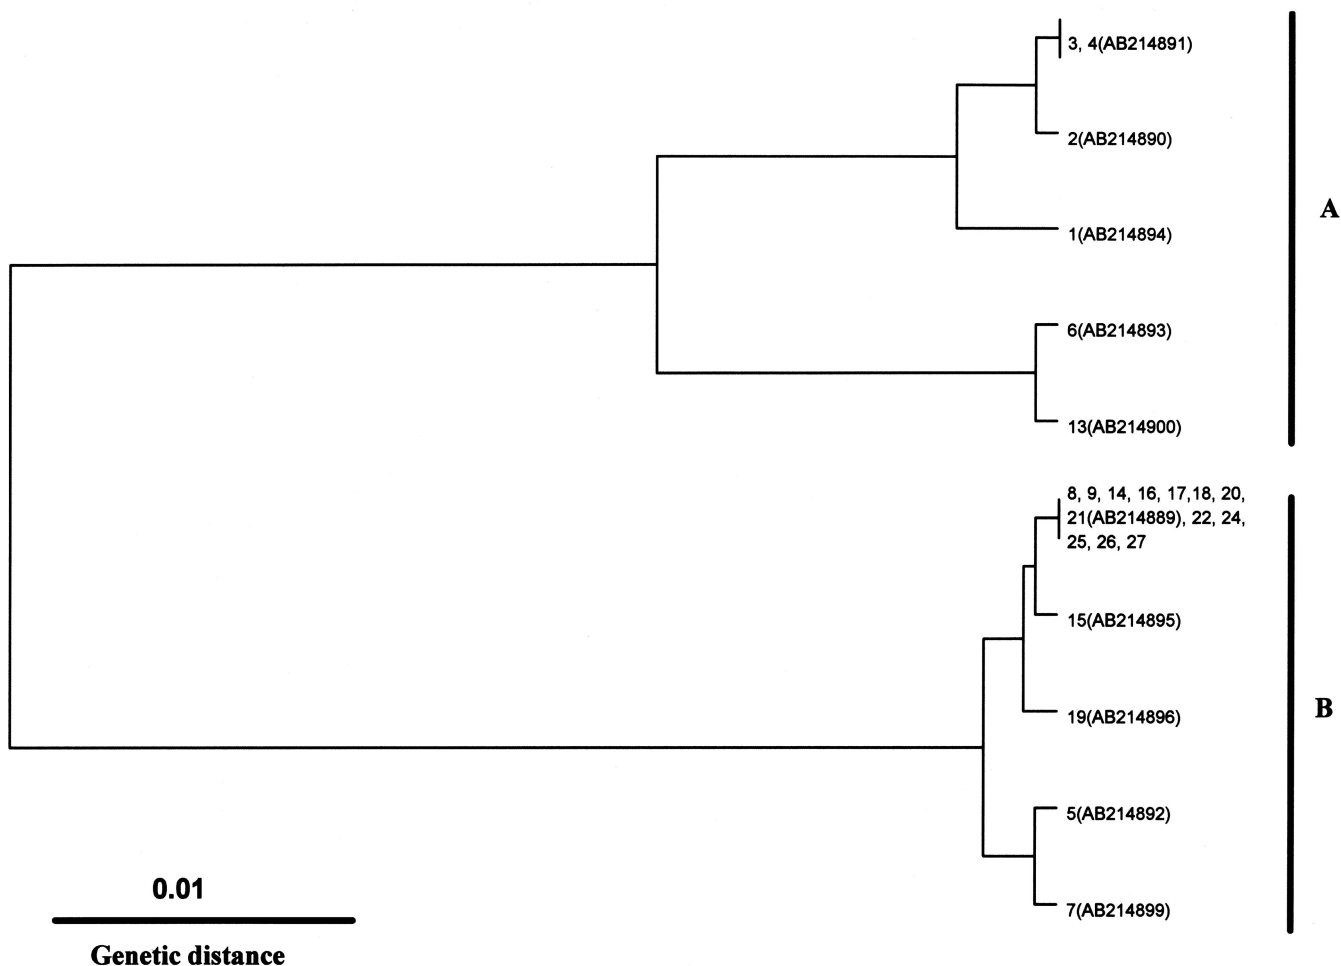 3, 4(AB214891)
2(AB214890)
A
1(AB214894)
6(AB214893)
13(AB214900)
8, 9, 14, 16, 17,18, 20,
21(AB214889), 22, 24,
25, 26, 27
15(AB214895)
B
19(AB214896)
5(AB214892)
7(AB214899)
0.01
Genetic distance